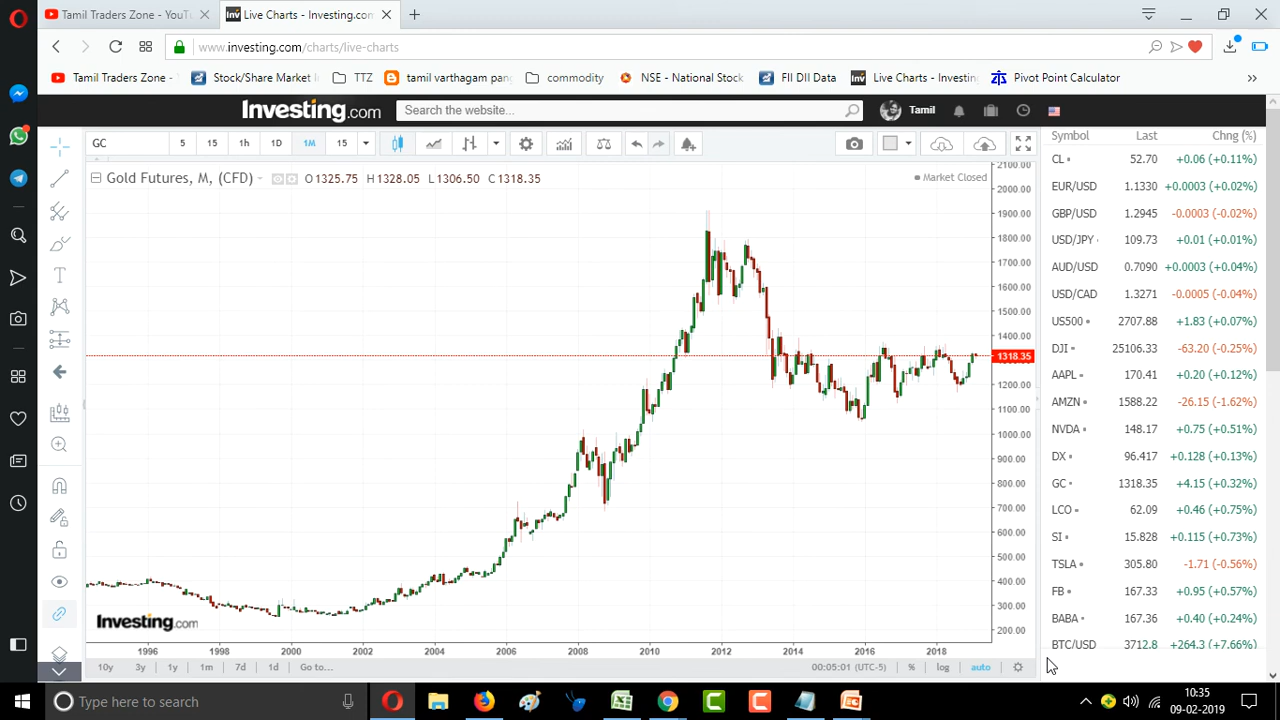 Tamil Traders Zone - YouTu
Live Charts - Investing.com
www.investing.com/charts/live-charts
Tamil Traders Zone -
Stock/Share Market I
TTZ
tamil varthagam pan
commodity
NSE - National Stock
FII DII Data
Live Charts - Investin
Pivot Point Calculator
Investing.com
Search the website...
Tamil
GC
5
15
1h
1D
1M
15
Gold Futures, M, (CFD)
O1325.75 H1328.05 L1306.50 C1318.35
Market Closed
2100.00
2000.00
1900.00
1800.00
1700.00
1600.00
1500.00
1400.00
1318.35
1200.00
1100.00
1000.00
900.00
800.00
700.00
600.00
500.00
400.00
300.00
200.00
Symbol Last Chng (%)
CL 52.70 +0.06 (+0.11%)
EUR/USD 1.1330 +0.0003 (+0.02%)
GBP/USD 1.2945 -0.0003 (-0.02%)
USD/JPY 109.73 +0.01 (+0.01%)
AUD/USD 0.7090 +0.0003 (+0.04%)
USD/CAD 1.3271 -0.0005 (-0.04%)
US500 2707.88 +1.83 (+0.07%)
DJI 25106.33 -63.20 (-0.25%)
AAPL 170.41 +0.20 (+0.12%)
AMZN 1588.22 -26.15 (-1.62%)
NVDA 148.17 +0.75 (+0.51%)
DX 96.417 +0.128 (+0.13%)
GC 1318.35 +4.15 (+0.32%)
LCO 62.09 +0.46 (+0.75%)
SI 15.828 +0.115 (+0.73%)
TSLA 305.80 -1.71 (-0.56%)
FB 167.33 +0.95 (+0.57%)
BABA 167.36 +0.40 (+0.24%)
BTC/USD 3712.8 +264.3 (+7.66%)
Investing.com
1996 1998 2000 2002 2004 2006 2008 2010 2012 2014 2016 2018
10y 3y 1y 1m 7d 1d Go to...
00:05:01 (UTC-5) % log auto
Type here to search
10:35
09-02-2019